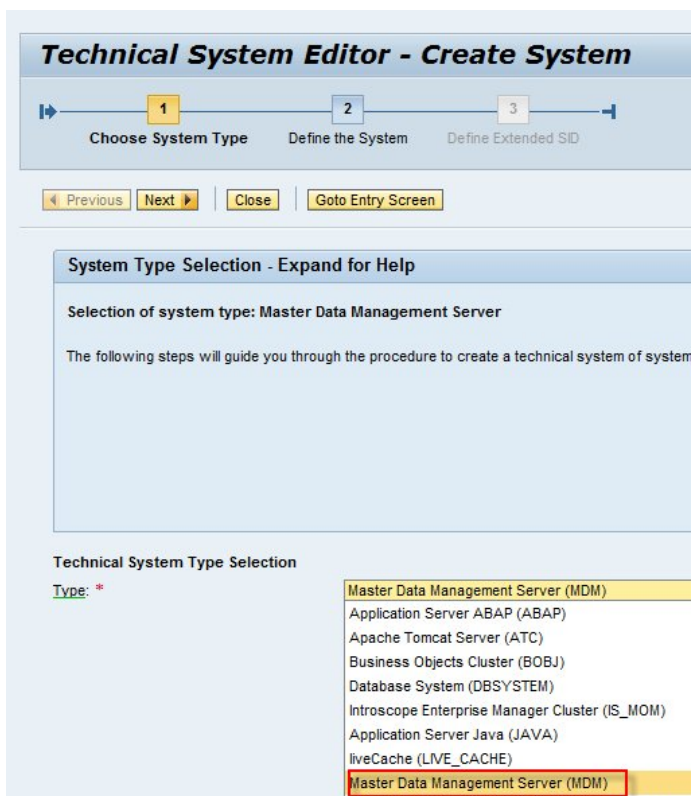 Technical System Editor - Create System
1 2 3
Choose System Type Define the System Define Extended SID
Previous Next Close Goto Entry Screen
System Type Selection - Expand for Help
Selection of system type: Master Data Management Server
The following steps will guide you through the procedure to create a technical system of system
Technical System Type Selection
Type: * Master Data Management Server (MDM)
Application Server ABAP (ABAP)
Apache Tomcat Server (ATC)
Business Objects Cluster (BOBJ)
Database System (DBSYSTEM)
Introscope Enterprise Manager Cluster (IS_MOM)
Application Server Java (JAVA)
liveCache (LIVE_CACHE)
Master Data Management Server (MDM)